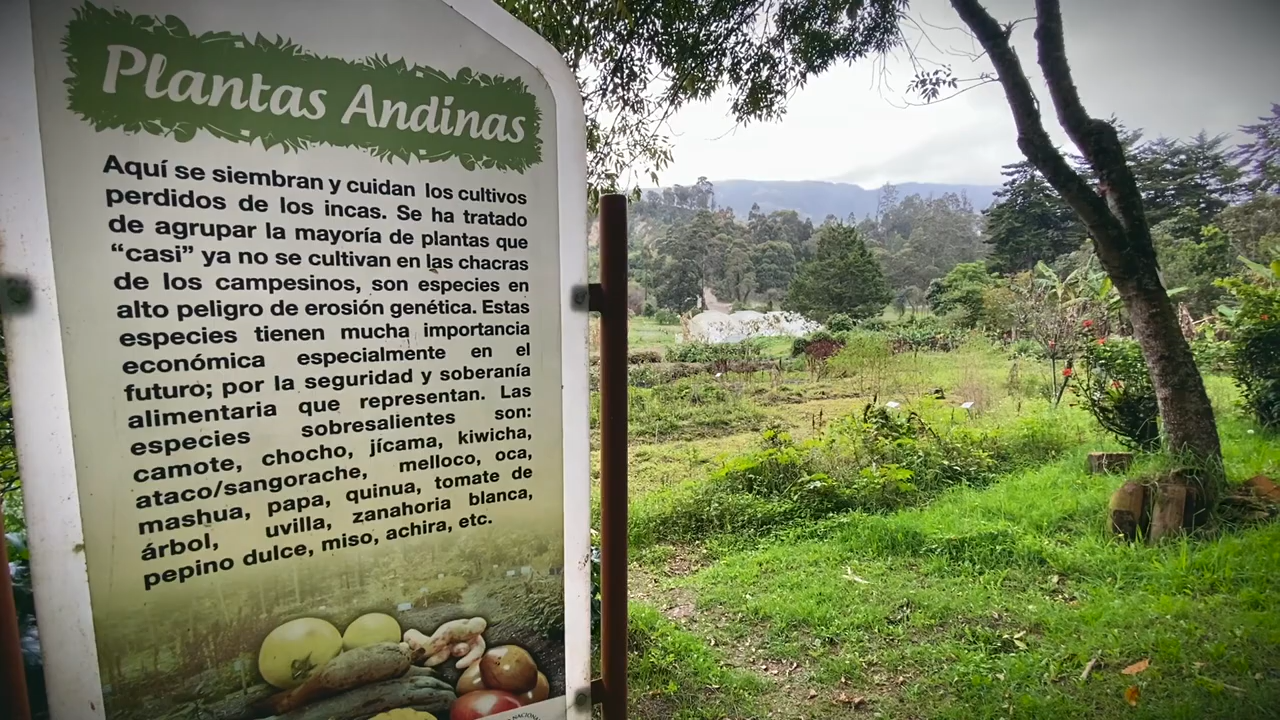 Plantas Andinas
Aquí se siembran y cuidan los cultivos
perdidos de los incas. Se ha tratado
de agrupar la mayoría de plantas que
“casi” ya no se cultivan en las chacras
de los campesinos, son especies en
alto peligro de erosión genética. Estas
especies tienen mucha importancia
económica especialmente en el
futuro; por la seguridad y soberanía
alimentaria que representan. Las
especies sobresalientes son:
camote, chocho, jícama, kiwicha,
ataco/sangorache, melloco, oca,
mashua, papa, quinua, tomate de
árbol, uvilla, zanahoria blanca,
pepino dulce, miso, achira, etc.